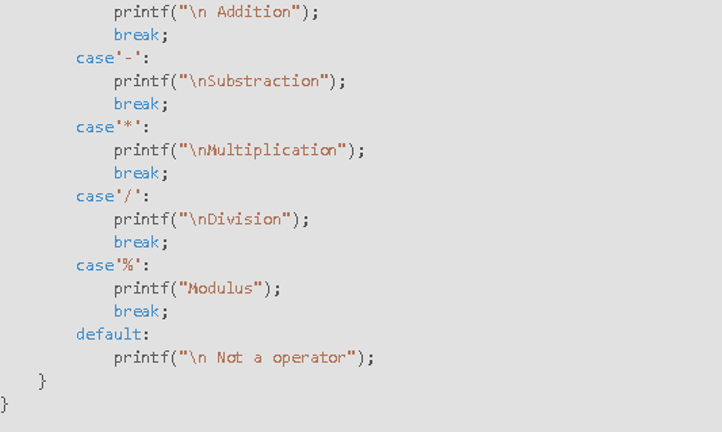 printf("\n Addition");
break;
case'-':
printf("\nSubstraction");
break;
case'*':
printf("\nMultiplication");
break;
case'/':
printf("\nDivision");
break;
case'%':
printf("Modulus");
break;
default:
printf("\n Not a operator");
}
}